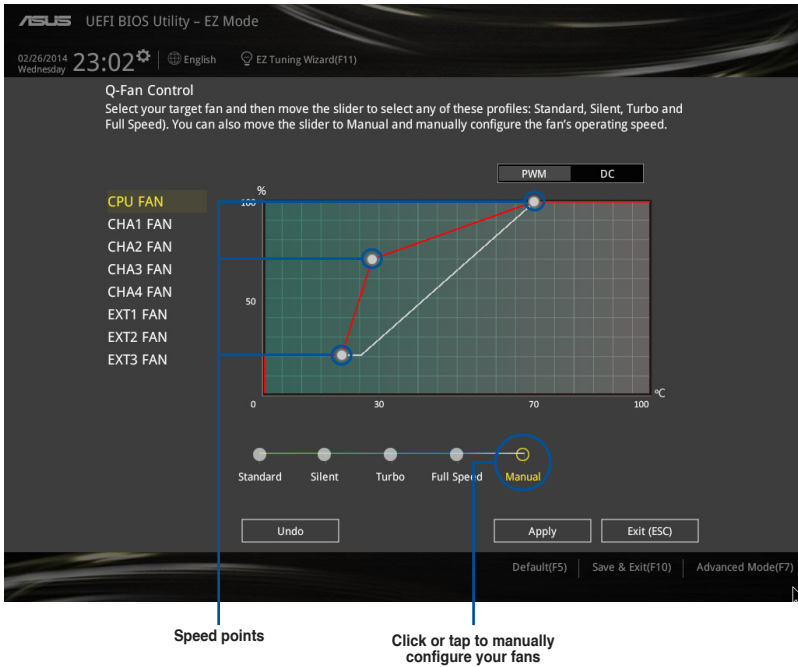 ASUS UEFI BIOS Utility – EZ Mode
02/26/2014
Wednesday
23:02
English
EZ Tuning Wizard(F11)
Q-Fan Control
Select your target fan and then move the slider to select any of these profiles: Standard, Silent, Turbo and
Full Speed). You can also move the slider to Manual and manually configure the fan's operating speed.
PWM DC
CPU FAN
CHA1 FAN
CHA2 FAN
CHA3 FAN
CHA4 FAN
EXT1 FAN
EXT2 FAN
EXT3 FAN
%
100
50
0 30 70 100
ºC
Standard Silent Turbo Full Speed Manual
Undo Apply Exit (ESC)
Default(F5) Save & Exit(F10) Advanced Mode(F7)
Speed points
Click or tap to manually
configure your fans